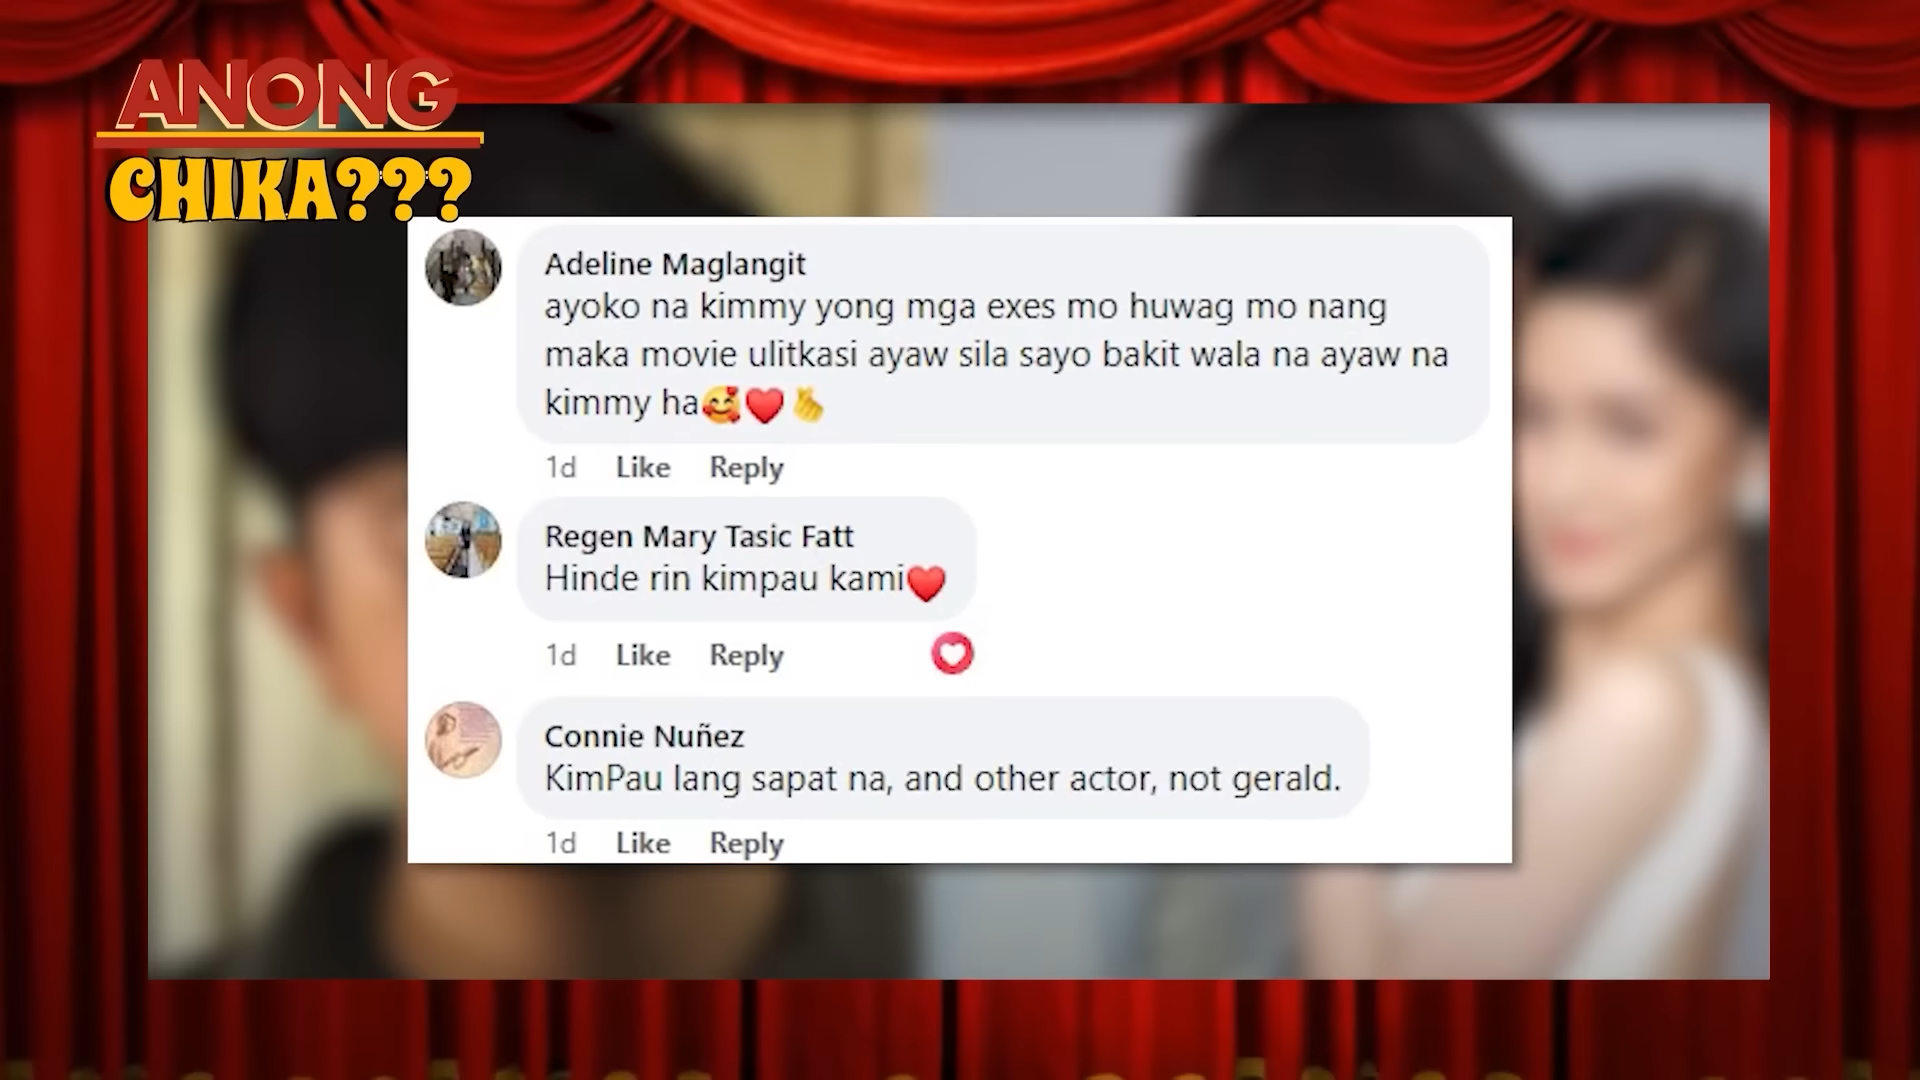 ANONG
CHIKA???
Adeline Maglangit
ayoko na kimmy yong mga exes mo huwag mo nang
maka movie ulitkasi ayaw sila sayo bakit wala na ayaw na
kimmy ha🥰❤️🫰
1d Like Reply
Regen Mary Tasic Fatt
Hinde rin kimpau kami❤️
1d Like Reply
Connie Nuñez
KimPau lang sapat na, and other actor, not gerald.
1d Like Reply